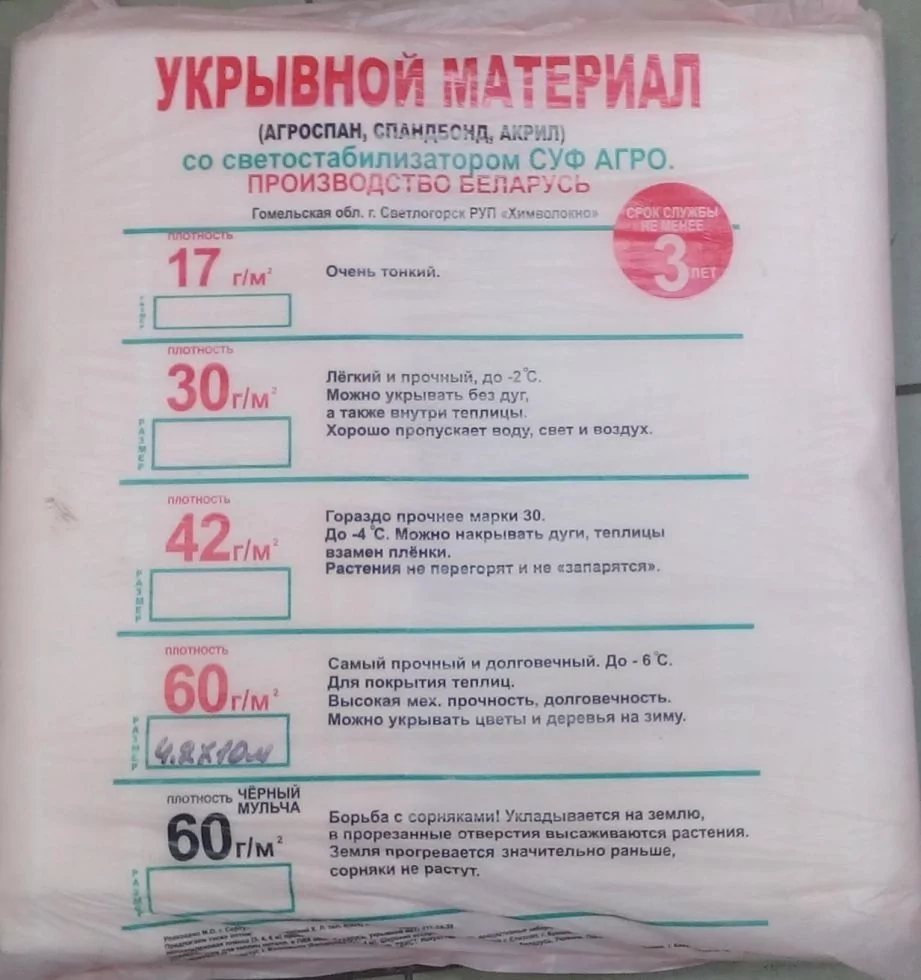 УКРЫВНОЙ МАТЕРИАЛ
(АГРОСПАН, СПАНДБОНД, АКРИЛ)
со светостабилизатором СУФ АГРО.
ПРОИЗВОДСТВО БЕЛАРУСЬ
Гомельская обл. г. Светлогорск РУП «Химволокно»
СРОК СЛУЖБЫ
НЕ МЕНЕЕ
3 ЛЕТ
ПЛОТНОСТЬ
17 г/м²
Очень тонкий.
РАЗМЕР
ПЛОТНОСТЬ
30 г/м²
Лёгкий и прочный, до -2°С.
Можно укрывать без дуг,
а также внутри теплицы.
Хорошо пропускает воду, свет и воздух.
РАЗМЕР
ПЛОТНОСТЬ
42 г/м²
Гораздо прочнее марки 30.
До -4 °С. Можно накрывать дуги, теплицы
взамен плёнки.
Растения не перегорят и не «запарятся».
РАЗМЕР
ПЛОТНОСТЬ
60 г/м²
Самый прочный и долговечный. До - 6°С.
Для покрытия теплиц.
Высокая мех. прочность, долговечность.
Можно укрывать цветы и деревья на зиму.
РАЗМЕР
4.2х10м
ПЛОТНОСТЬ ЧЁРНЫЙ
МУЛЬЧА
60 г/м²
Борьба с сорняками! Укладывается на землю,
в прорезанные отверстия высаживаются растения.
Земля прогревается значительно раньше,
сорняки не растут.
РАЗМЕР